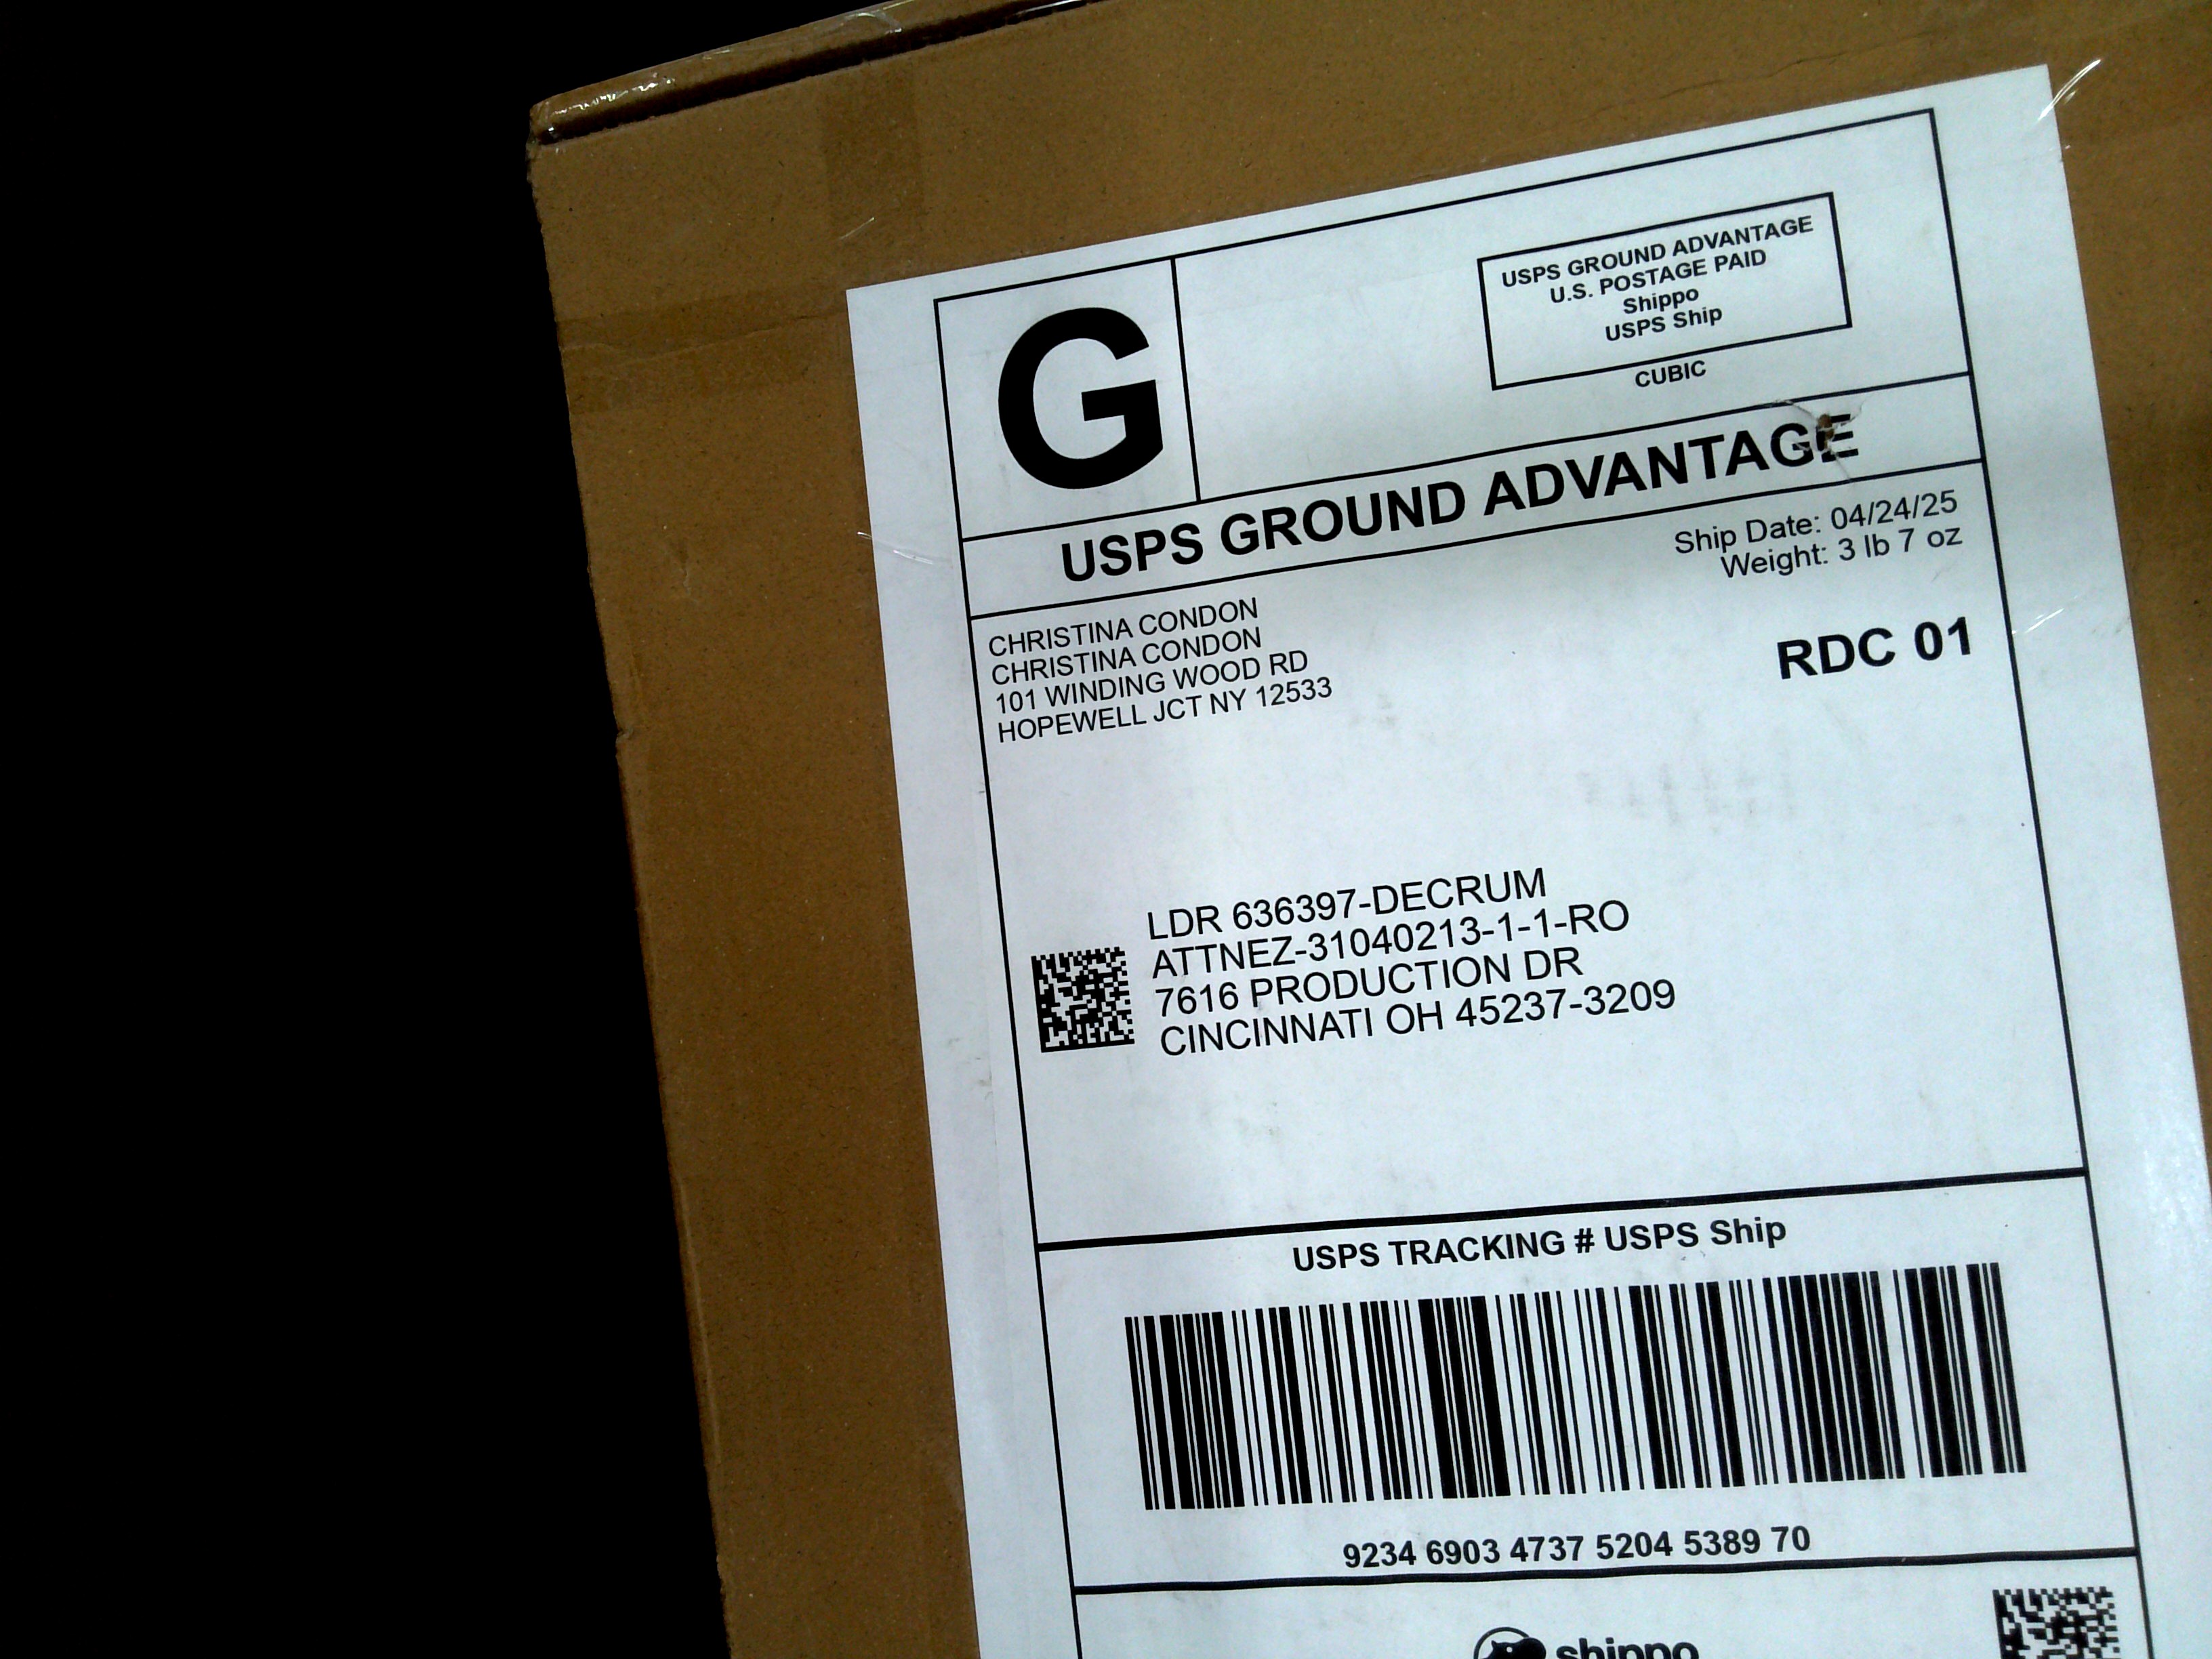 USPS GROUND ADVANTAGE
U.S. POSTAGE PAID
Shippo
USPS Ship
CUBIC
G
USPS GROUND ADVANTAGE
Ship Date: 04/24/25
Weight: 3 lb 7 oz
RDC 01
CHRISTINA CONDON
CHRISTINA CONDON
101 WINDING WOOD RD
HOPEWELL JCT NY 12533
LDR 636397-DECRUM
ATTNEZ-31040213-1-1-RO
7616 PRODUCTION DR
CINCINNATI OH 45237-3209
USPS TRACKING # USPS Ship
9234 6903 4737 5204 5389 70
shippo